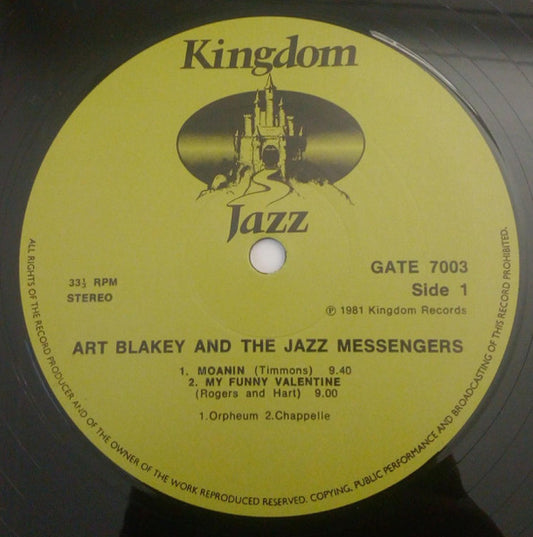 Kingdom
Jazz
33⅓ RPM
STEREO
GATE 7003
Side 1
℗ 1981 Kingdom Records
ART BLAKEY AND THE JAZZ MESSENGERS
1. MOANIN (Timmons) 9.40
2. MY FUNNY VALENTINE
(Rogers and Hart) 9.00
1.Orpheum 2.Chappelle
ALL RIGHTS OF THE RECORD PRODUCER AND OF THE OWNER OF THE WORK REPRODUCED RESERVED. COPYING, PUBLIC PERFORMANCE AND BROADCASTING OF THIS RECORD PROHIBITED.